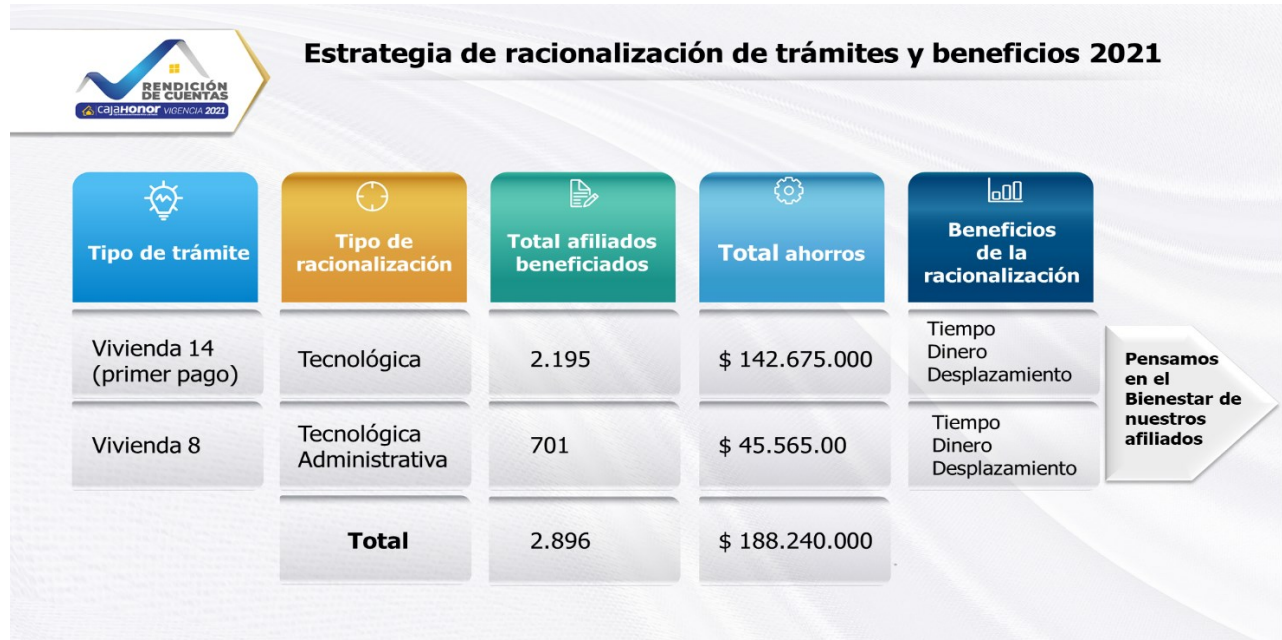 Estrategia de racionalización de trámites y beneficios 2021
RENDICIÓN
DE CUENTAS
cajaHonor VIGENCIA 2021
Tipo de trámite
Tipo de
racionalización
Total afiliados
beneficiados
Total ahorros
Beneficios
de la
racionalización
Vivienda 14
(primer pago)
Tecnológica
2.195
$ 142.675.000
Tiempo
Dinero
Desplazamiento
Vivienda 8
Tecnológica
Administrativa
701
$ 45.565.00
Tiempo
Dinero
Desplazamiento
Pensamos
en el
Bienestar de
nuestros
afiliados
Total
2.896
$ 188.240.000